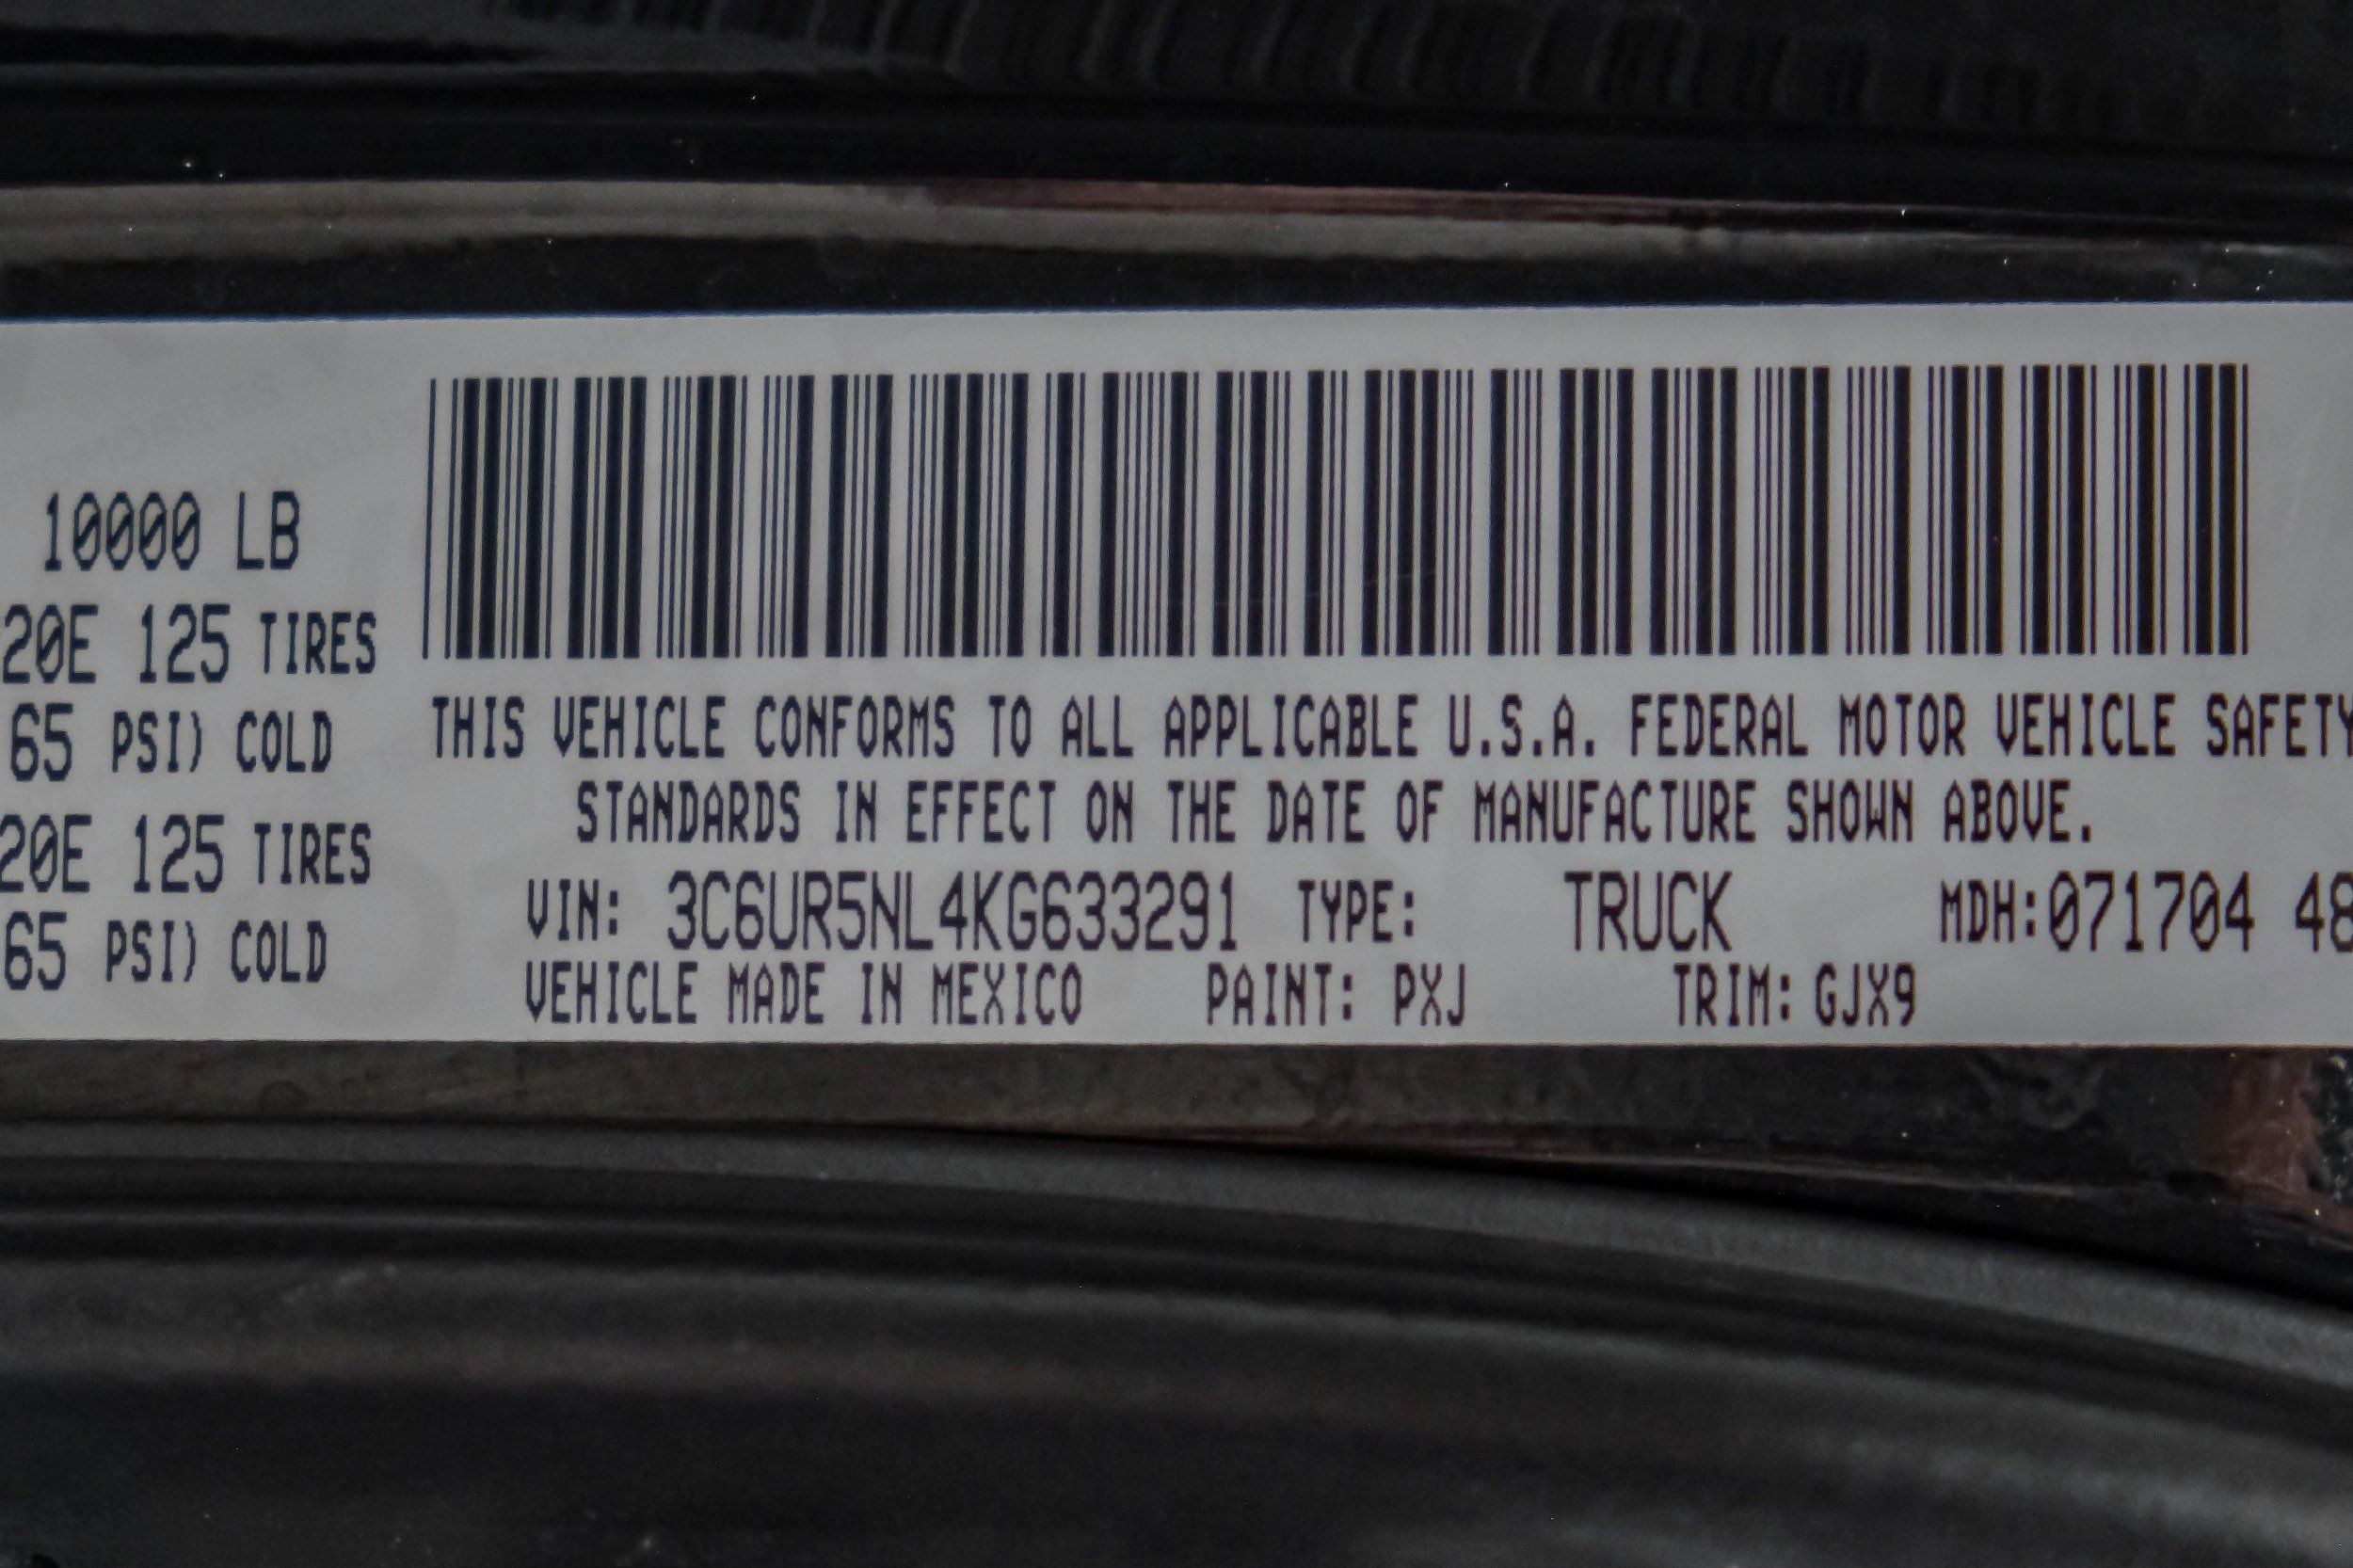 10000 LB
20E 125 TIRES
65 PSI) COLD
20E 125 TIRES
65 PSI) COLD
THIS VEHICLE CONFORMS TO ALL APPLICABLE U.S.A. FEDERAL MOTOR VEHICLE SAFETY
STANDARDS IN EFFECT ON THE DATE OF MANUFACTURE SHOWN ABOVE.
VIN: 3C6UR5NL4KG633291 TYPE: TRUCK MDH:071704 48
VEHICLE MADE IN MEXICO PAINT: PXJ TRIM: GJX9